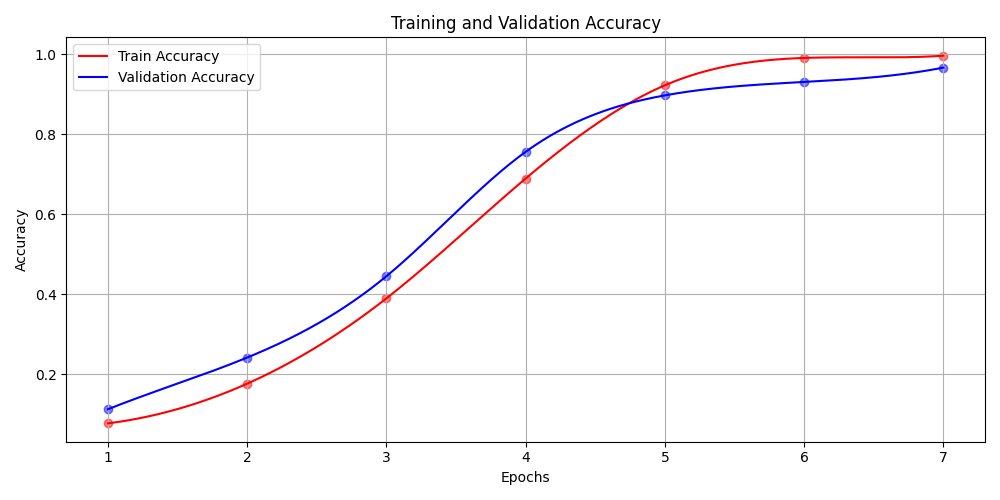 Training and Validation Accuracy
Train Accuracy
Validation Accuracy
Accuracy
1.0
0.8
0.6
0.4
0.2
1 2 3 4 5 6 7
Epochs